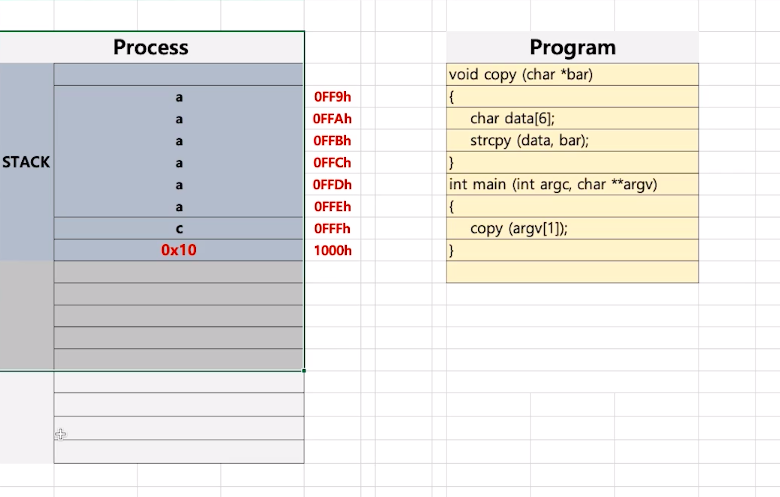 Process
Program
void copy (char *bar)
a 0FF9h
{
a 0FFAh
char data[6];
a 0FFBh
strcpy (data, bar);
STACK a 0FFCh
}
a 0FFDh
int main (int argc, char **argv)
a 0FFEh
{
c 0FFFh
copy (argv[1]);
0x10 1000h
}